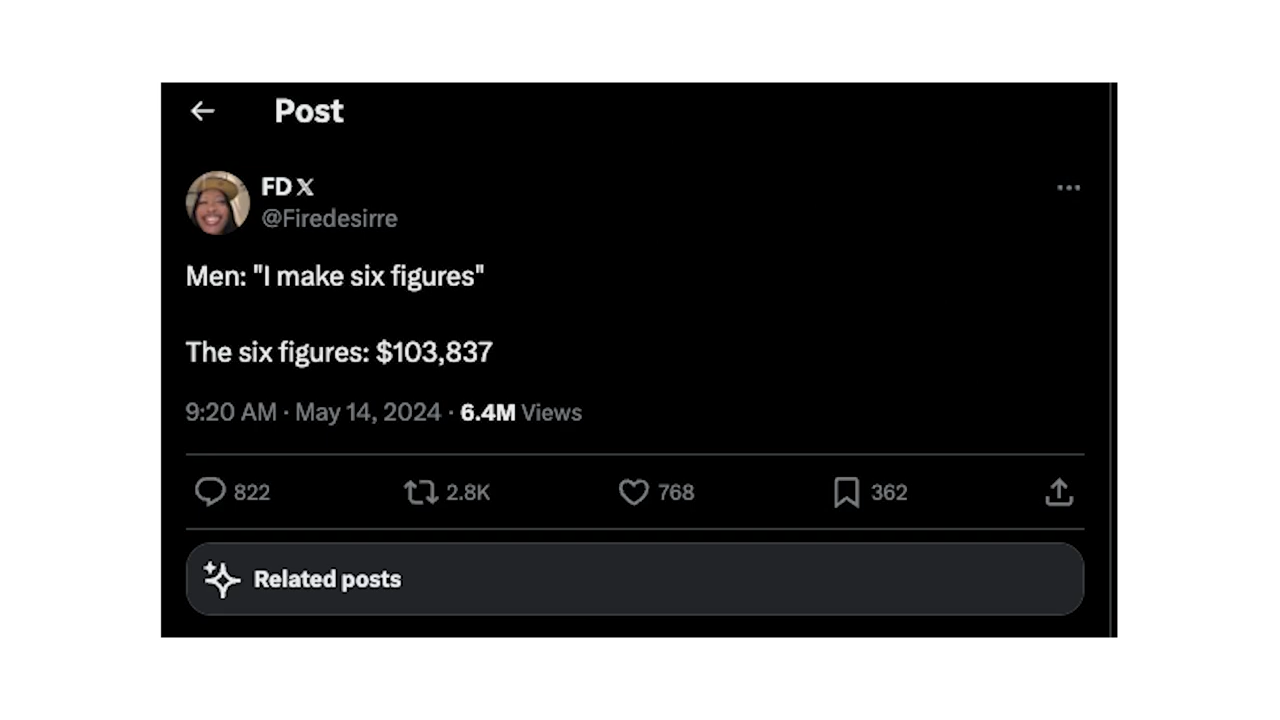 Post
FD X
@Firedesirre
Men: "I make six figures"
The six figures: $103,837
9:20 AM · May 14, 2024 · 6.4M Views
822 2.8K 768 362
Related posts